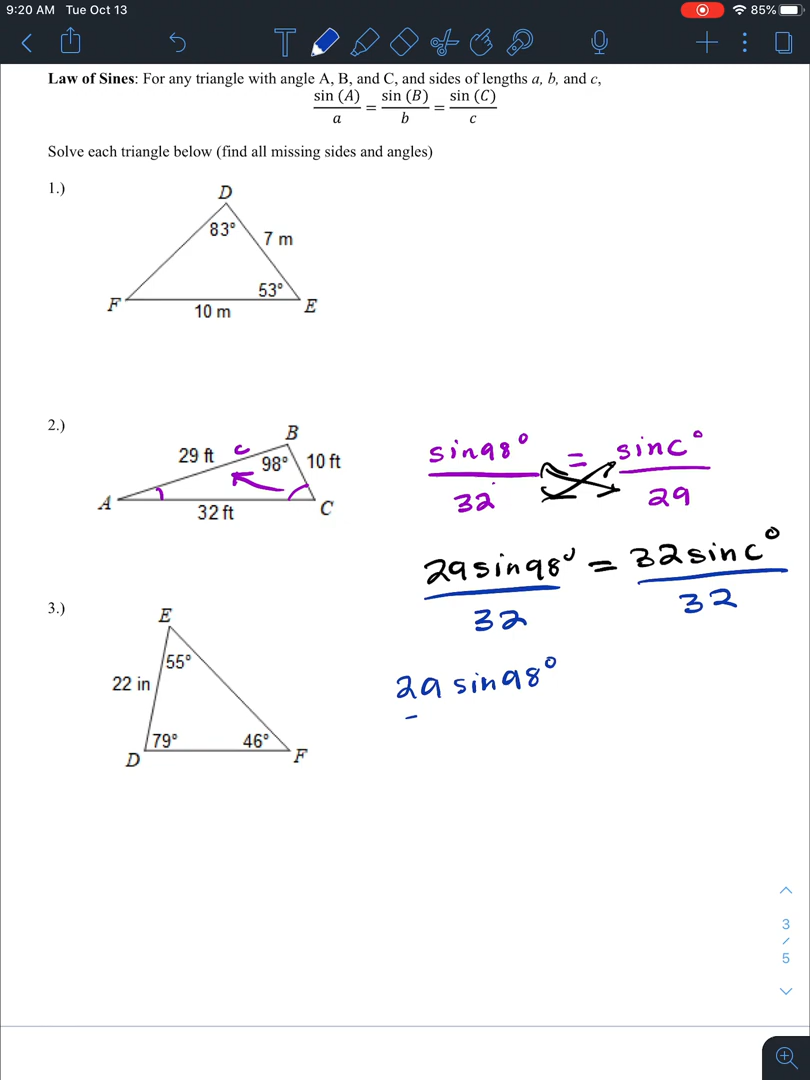 9:20 AM Tue Oct 13
85%
T
Law of Sines: For any triangle with angle A, B, and C, and sides of lengths a, b, and c,
sin (A) / a = sin (B) / b = sin (C) / c
Solve each triangle below (find all missing sides and angles)
1.)
D
83°
7 m
53°
F
10 m
E
2.)
B
29 ft
c
98°
10 ft
A
32 ft
C
sin98° / 32 = sinC° / 29
29sin98° / 32 = 32sinC° / 32
3.)
E
55°
22 in
79°
46°
D
F
29 sin98°
3
/
5